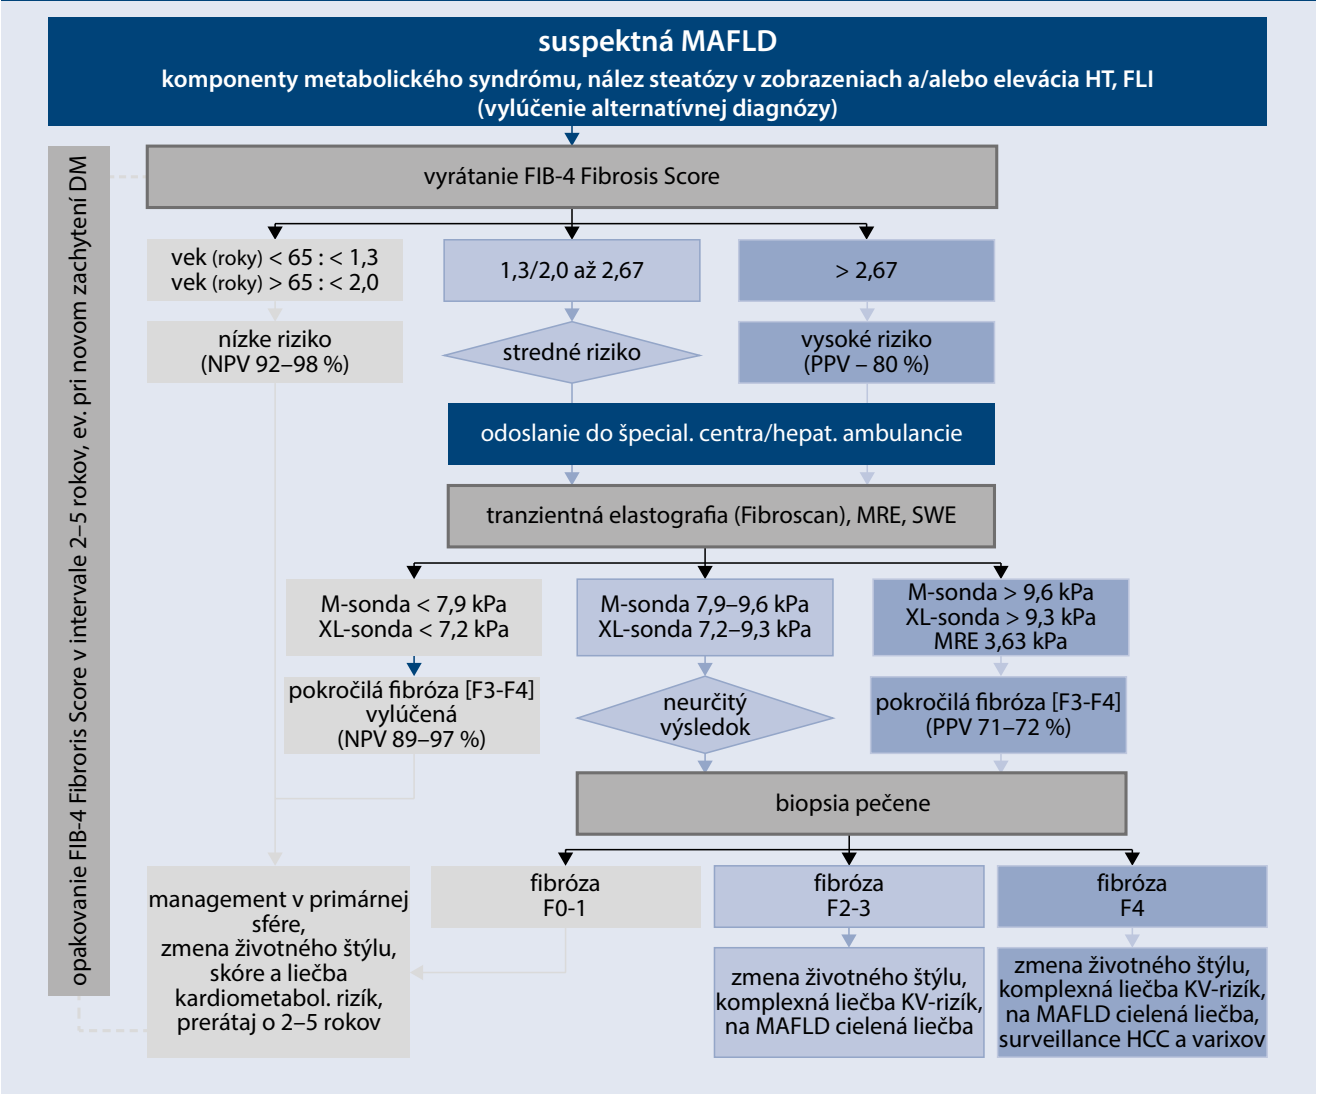 suspektná MAFLD
komponenty metabolického syndrómu, nález steatózy v zobrazeniach a/alebo elevácia HT, FLI
(vylúčenie alternatívnej diagnózy)
opakovanie FIB-4 Fibroris Score v intervale 2–5 rokov, ev. pri novom zachytení DM
vyrátanie FIB-4 Fibrosis Score
vek (roky) < 65 : < 1,3
vek (roky) > 65 : < 2,0
1,3/2,0 až 2,67
> 2,67
nízke riziko
(NPV 92–98 %)
stredné riziko
vysoké riziko
(PPV – 80 %)
odoslanie do špecial. centra/hepat. ambulancie
tranzientná elastografia (Fibroscan), MRE, SWE
M-sonda < 7,9 kPa
XL-sonda < 7,2 kPa
M-sonda 7,9–9,6 kPa
XL-sonda 7,2–9,3 kPa
M-sonda > 9,6 kPa
XL-sonda > 9,3 kPa
MRE 3,63 kPa
pokročilá fibróza [F3-F4]
vylúčená
(NPV 89–97 %)
neurčitý
výsledok
pokročilá fibróza [F3-F4]
(PPV 71–72 %)
biopsia pečene
management v primárnej
sfére,
zmena životného štýlu,
skóre a liečba
kardiometabol. rizík,
prerátaj o 2–5 rokov
fibróza
F0-1
fibróza
F2-3
fibróza
F4
zmena životného štýlu,
komplexná liečba KV-rizík,
na MAFLD cielená liečba
zmena životného štýlu,
komplexná liečba KV-rizík,
na MAFLD cielená liečba,
surveillance HCC a varixov